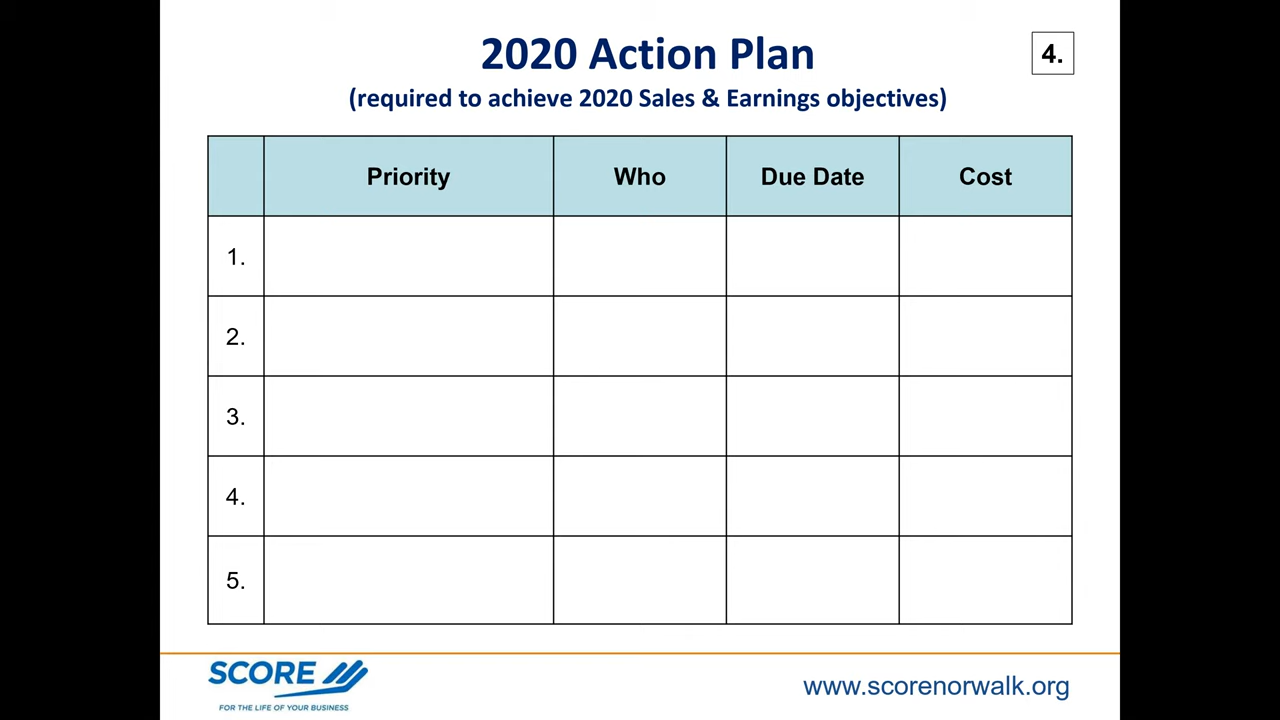 2020 Action Plan
4.
(required to achieve 2020 Sales & Earnings objectives)
Priority Who Due Date Cost
1.
2.
3.
4.
5.
SCORE
FOR THE LIFE OF YOUR BUSINESS
www.scorenorwalk.org